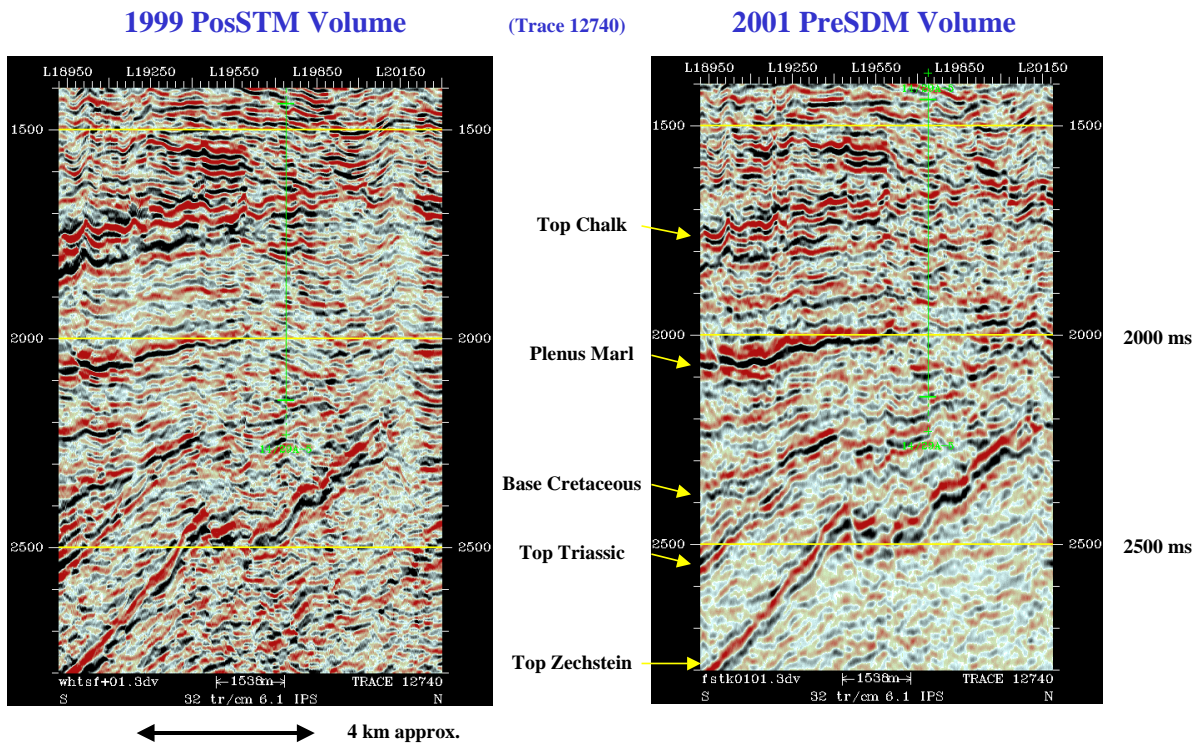 1999 PosSTM Volume
(Trace 12740)
2001 PreSDM Volume
L18950 L19250 L19550 L19850 L20150
1500 1500
2000 2000
2500 2500
whtsf+01.3dv
1538m
TRACE 12740
S 32 tr/cm 6.1 IPS N
4 km approx.
Top Chalk
Plenus Marl
Base Cretaceous
Top Triassic
Top Zechstein
L18950 L19250 L19550 L19850 L20150
1500 1500
2000 2000
2500 2500
fstk0101.3dv
1538m
TRACE 12740
S 32 tr/cm 6.1 IPS N
2000 ms
2500 ms